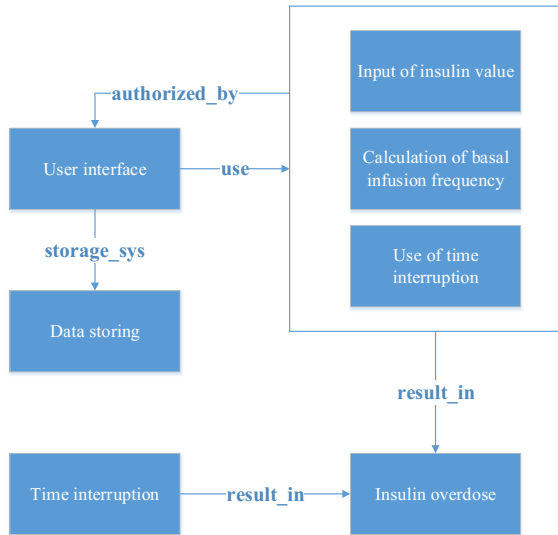 Input of insulin value
authorized_by
User interface
use
Calculation of basal
infusion frequency
storage_sys
Use of time
interruption
Data storing
result_in
Time interruption
result_in
Insulin overdose